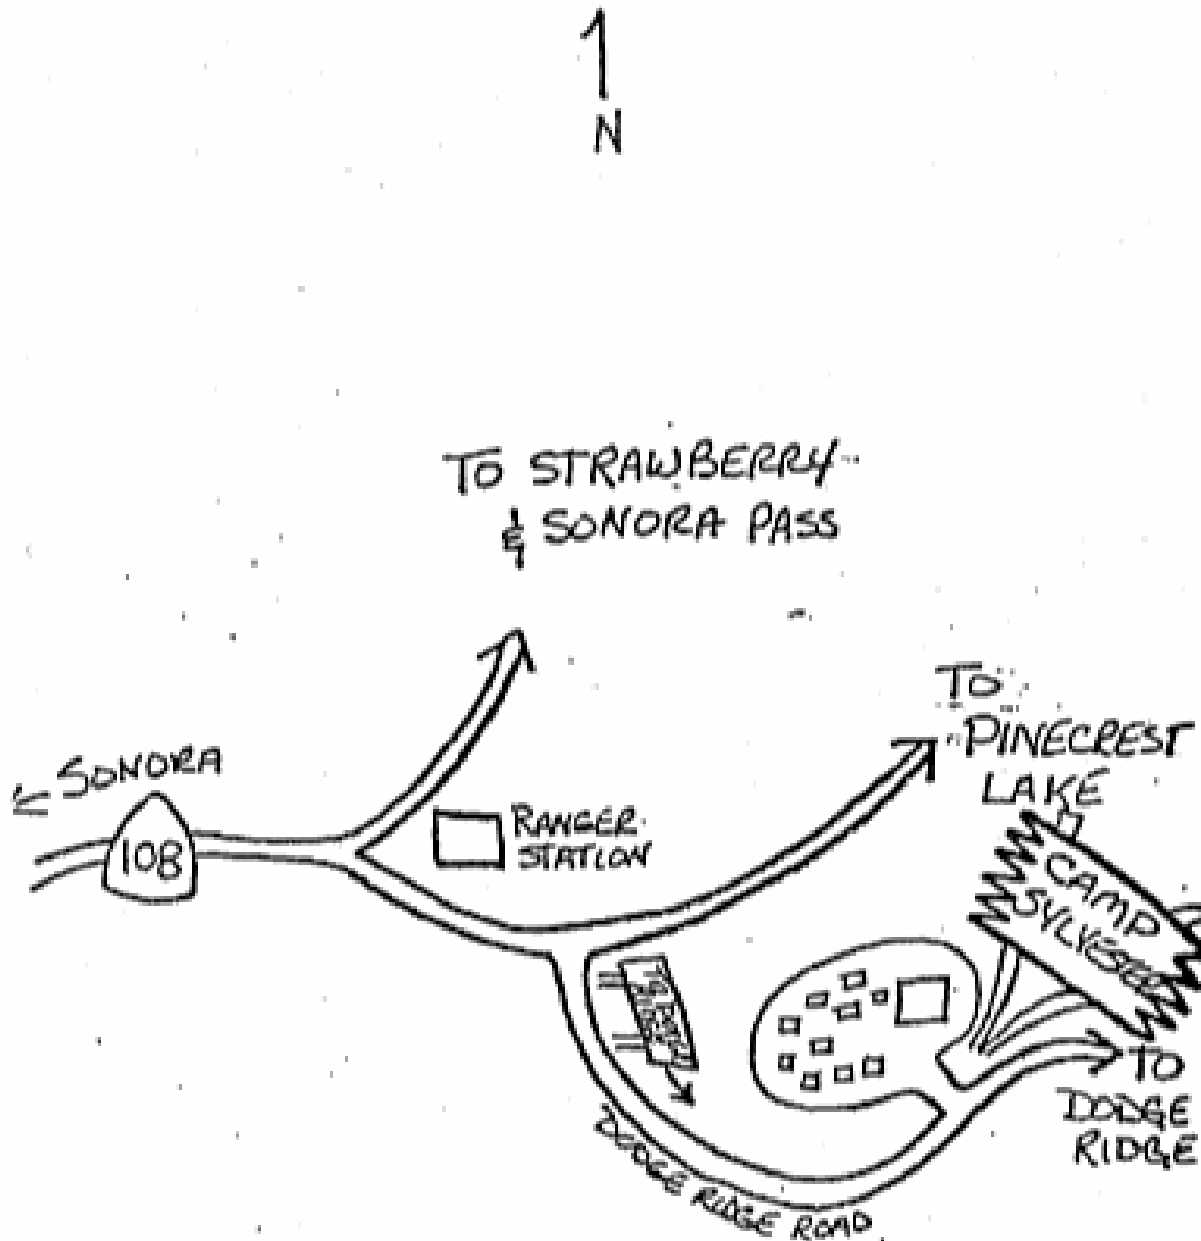 N
TO STRAWBERRY
& SONORA PASS
TO
PINECREST
LAKE
SONORA
108
RANGER
STATION
CAMP
SYLVESTER
TO
DODGE
RIDGE
DODGE RIDGE ROAD